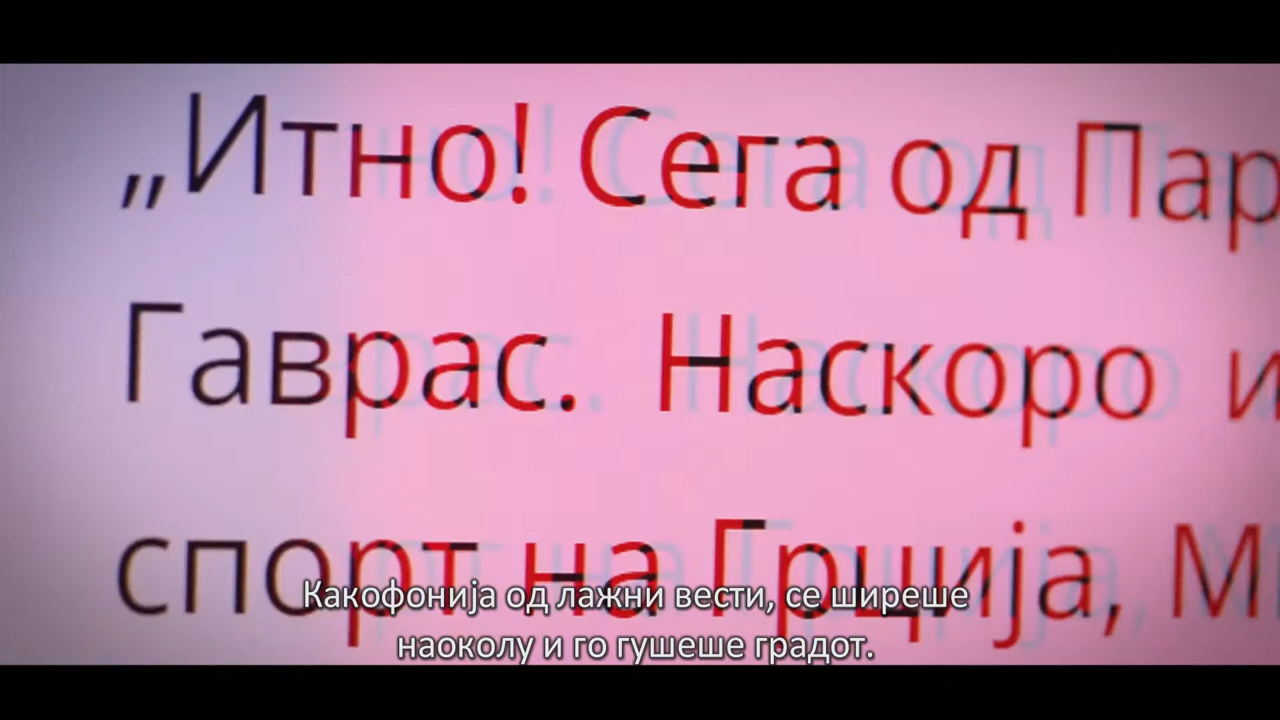 „Итно! Сега од Пар
Гаврас. Наскоро и
спорт на Грција, М
Какофонија од лажни вести, се ширеше
наоколу и го гушеше градот.